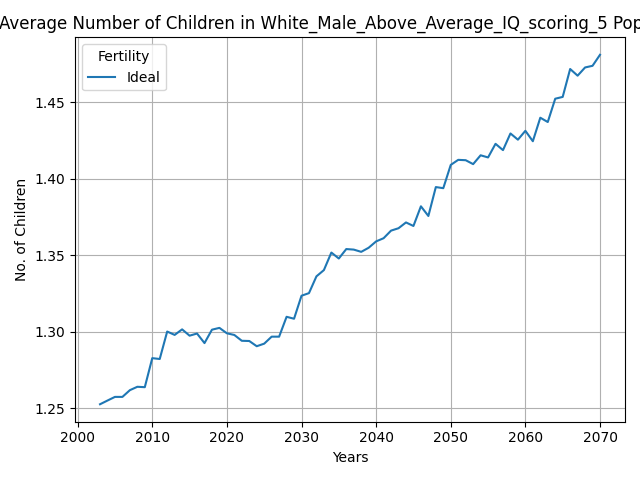 Average Number of Children in White_Male_Above_Average_IQ_scoring_5 Pop
Fertility
Ideal
1.45
1.40
1.35
1.30
1.25
No. of Children
2000 2010 2020 2030 2040 2050 2060 2070
Years